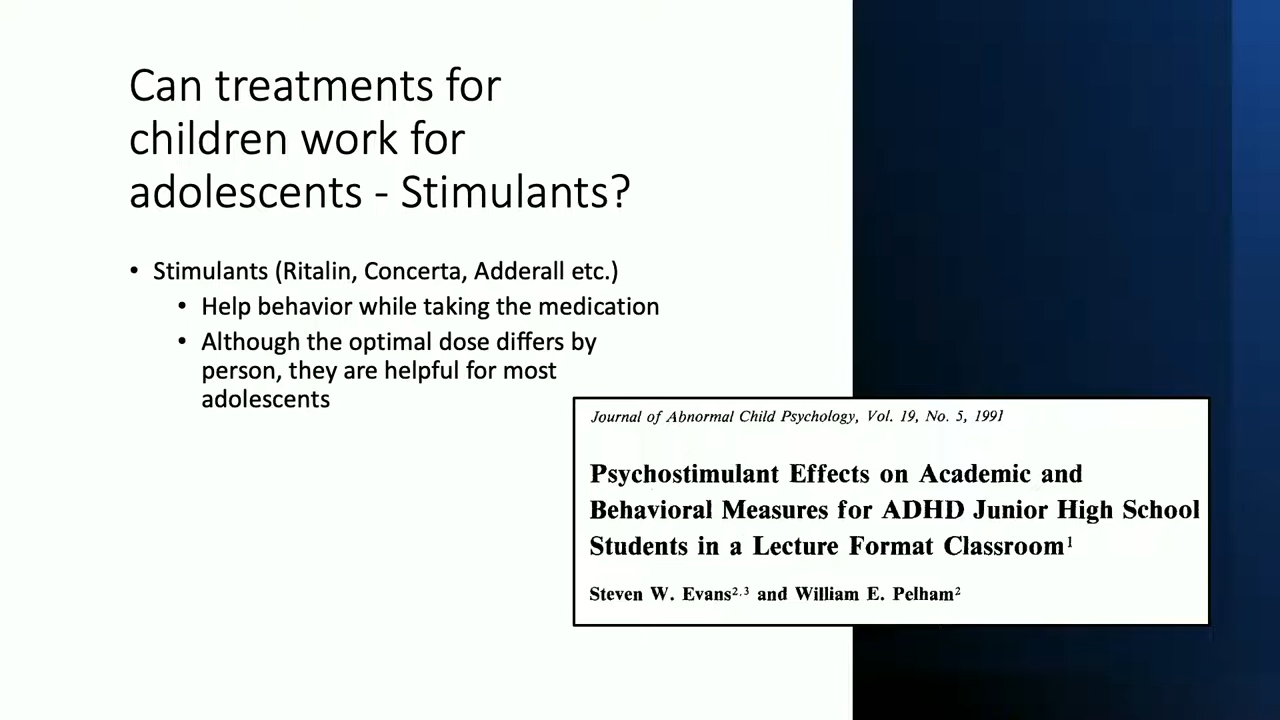 Can treatments for
children work for
adolescents - Stimulants?
• Stimulants (Ritalin, Concerta, Adderall etc.)
• Help behavior while taking the medication
• Although the optimal dose differs by
person, they are helpful for most
adolescents
Journal of Abnormal Child Psychology, Vol. 19, No. 5, 1991
Psychostimulant Effects on Academic and
Behavioral Measures for ADHD Junior High School
Students in a Lecture Format Classroom¹
Steven W. Evans²,³ and William E. Pelham²